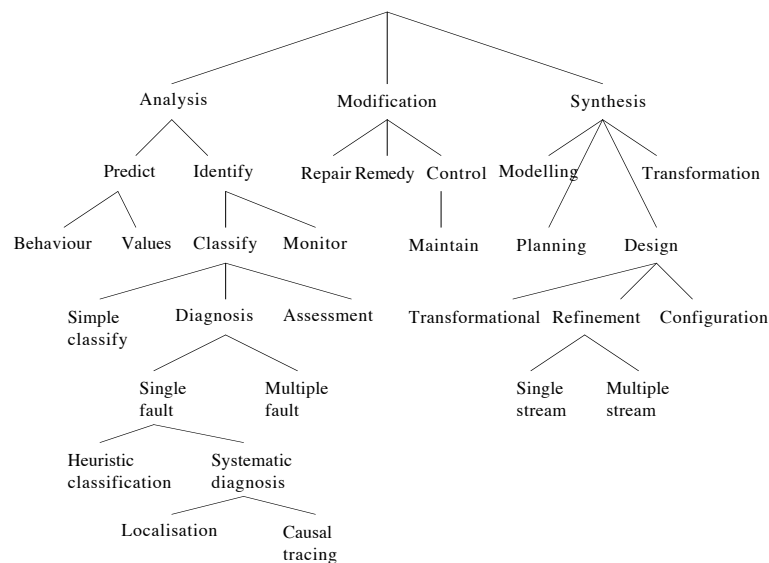 Analysis
Modification
Synthesis
Predict
Identify
Repair
Remedy
Control
Modelling
Transformation
Behaviour
Values
Classify
Monitor
Maintain
Planning
Design
Simple
classify
Diagnosis
Assessment
Transformational
Refinement
Configuration
Single
fault
Multiple
fault
Single
stream
Multiple
stream
Heuristic
classification
Systematic
diagnosis
Localisation
Causal
tracing